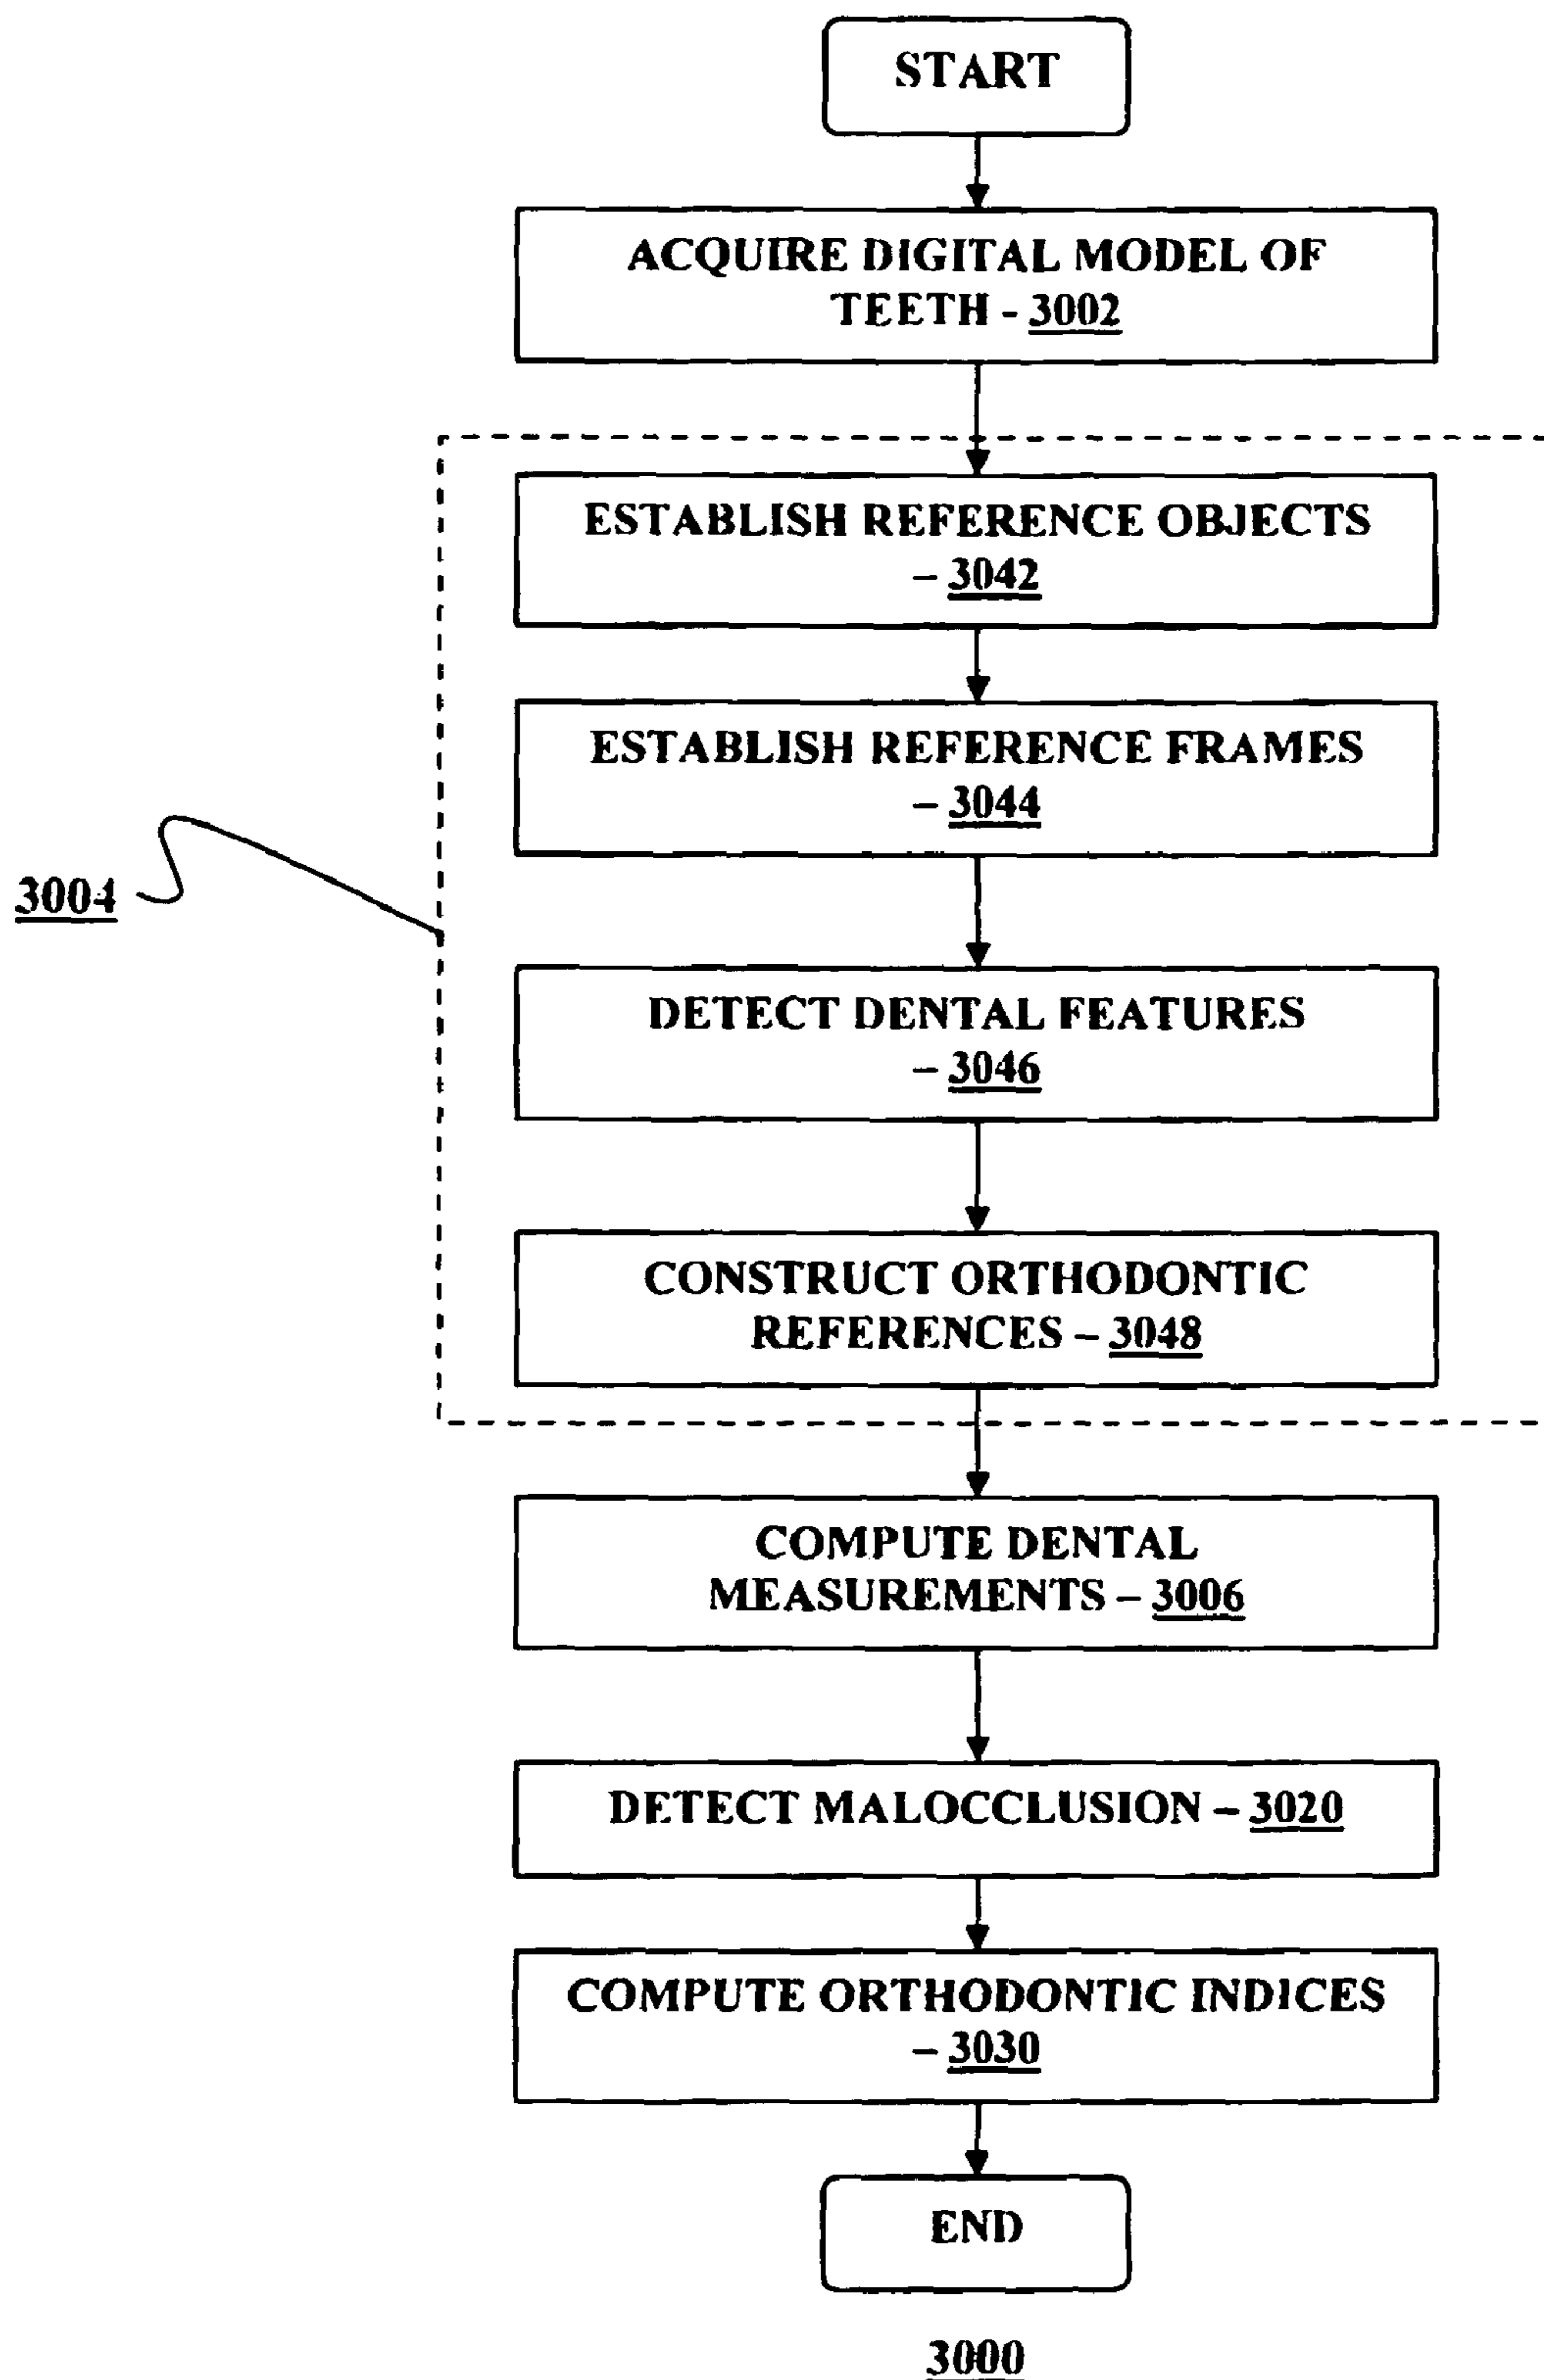 START
ACQUIRE DIGITAL MODEL OF
TEETH - 3002
ESTABLISH REFERENCE OBJECTS
– 3042
ESTABLISH REFERENCE FRAMES
– 3044
3004
DETECT DENTAL FEATURES
– 3046
CONSTRUCT ORTHODONTIC
REFERENCES – 3048
COMPUTE DENTAL
MEASUREMENTS – 3006
DETECT MALOCCLUSION – 3020
COMPUTE ORTHODONTIC INDICES
– 3030
END
3000